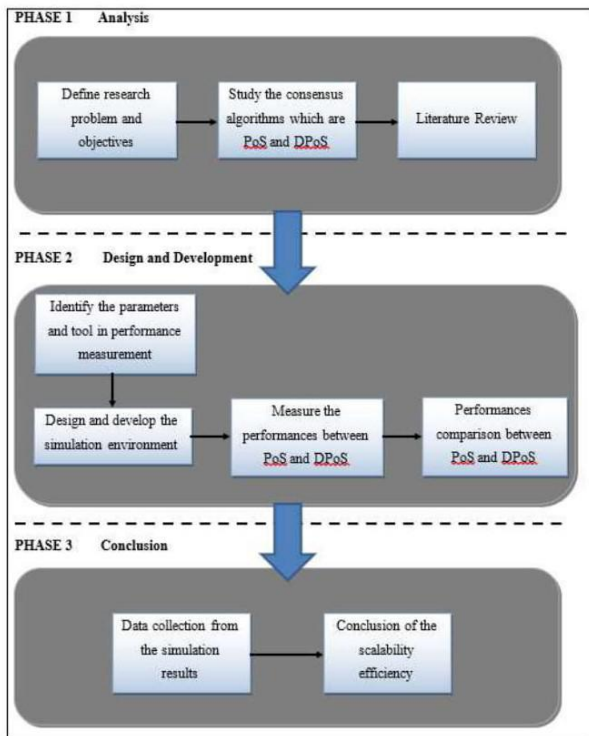 PHASE 1 Analysis
Define research
problem and
objectives
Study the consensus
algorithms which are
PoS and DPoS
Literature Review
PHASE 2 Design and Development
Identify the parameters
and tool in performance
measurement
Design and develop the
simulation environment
Measure the
performances between
PoS and DPoS
Performances
comparison between
PoS and DPoS
PHASE 3 Conclusion
Data collection from
the simulation
results
Conclusion of the
scalability
efficiency